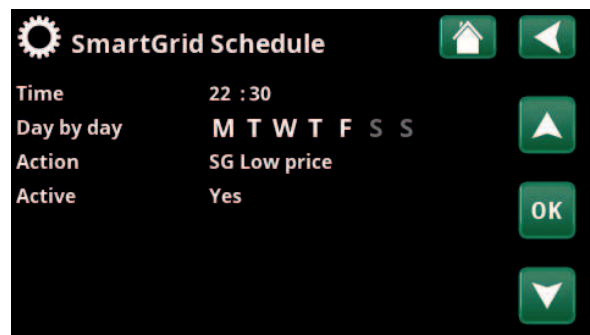 SmartGrid Schedule
Time 22 :30
Day by day M T W T F S S
Action SG Low price
Active Yes
OK